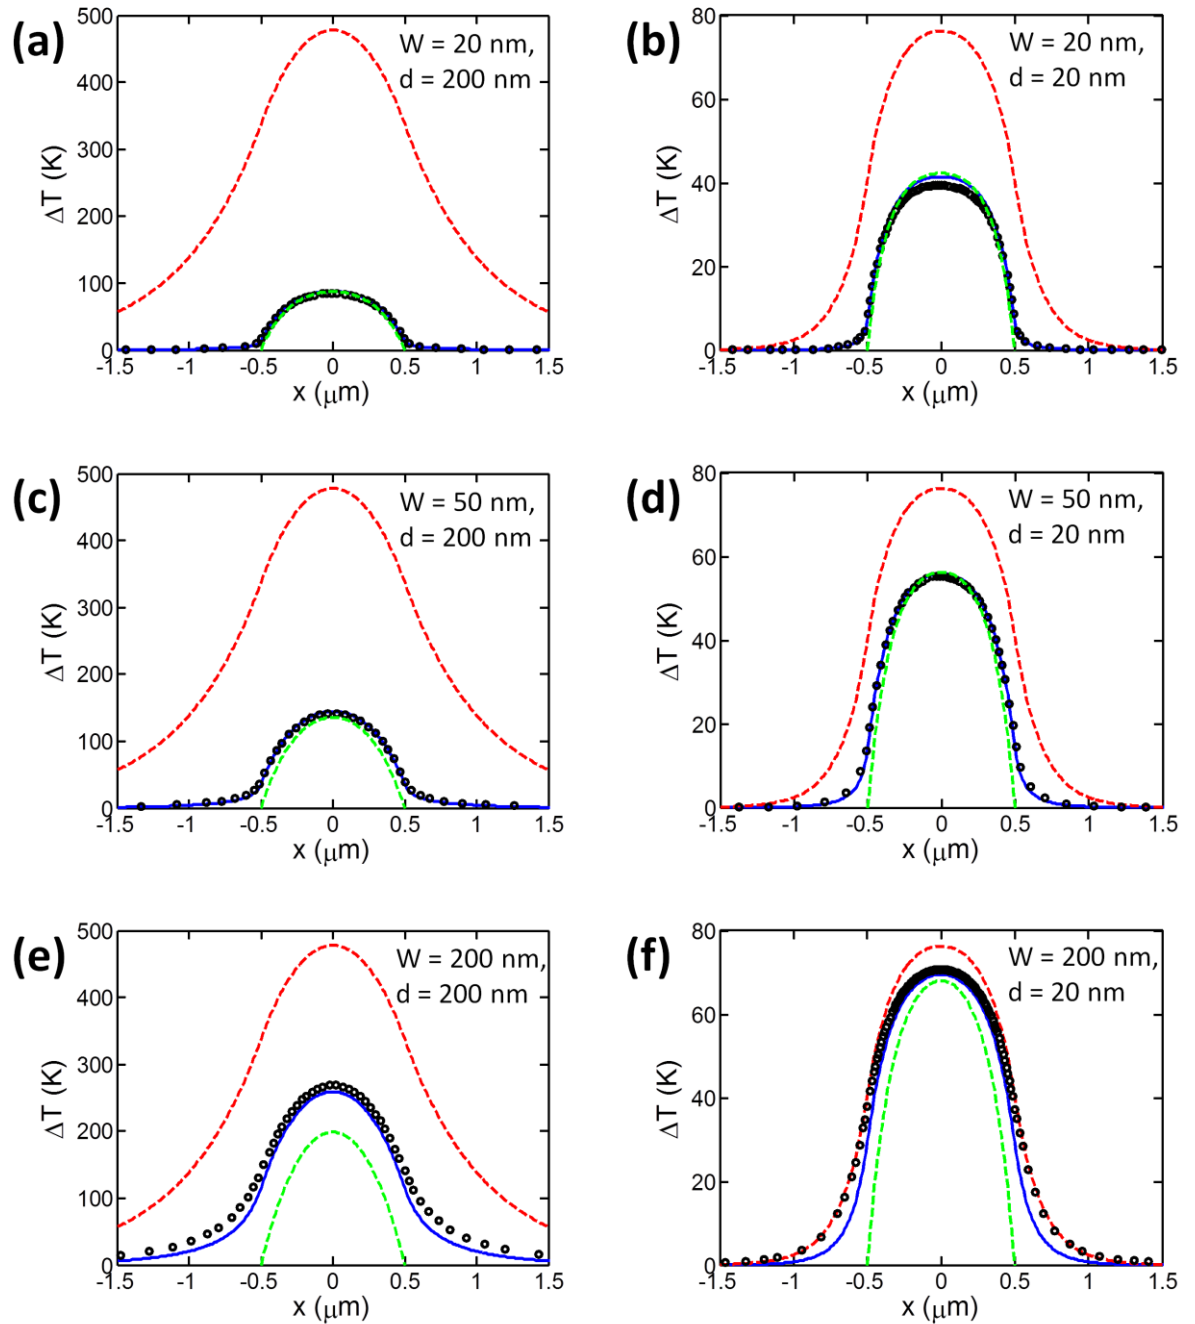 (a)
W = 20 nm,
d = 200 nm
500
400
300
200
100
0
ΔT (K)
-1.5 -1 -0.5 0 0.5 1 1.5
x (μm)
(b)
W = 20 nm,
d = 20 nm
80
60
40
20
0
ΔT (K)
-1.5 -1 -0.5 0 0.5 1 1.5
x (μm)
(c)
W = 50 nm,
d = 200 nm
500
400
300
200
100
0
ΔT (K)
-1.5 -1 -0.5 0 0.5 1 1.5
x (μm)
(d)
W = 50 nm,
d = 20 nm
80
60
40
20
0
ΔT (K)
-1.5 -1 -0.5 0 0.5 1 1.5
x (μm)
(e)
W = 200 nm,
d = 200 nm
500
400
300
200
100
0
ΔT (K)
-1.5 -1 -0.5 0 0.5 1 1.5
x (μm)
(f)
W = 200 nm,
d = 20 nm
80
60
40
20
0
ΔT (K)
-1.5 -1 -0.5 0 0.5 1 1.5
x (μm)